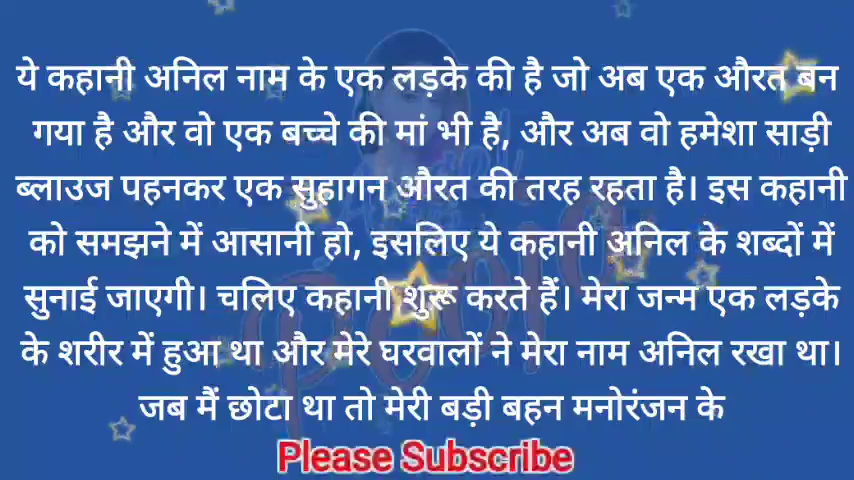 ये कहानी अनिल नाम के एक लड़के की है जो अब एक औरत बन
गया है और वो एक बच्चे की मां भी है, और अब वो हमेशा साड़ी
ब्लाउज पहनकर एक सुहागन औरत की तरह रहता है। इस कहानी
को समझने में आसानी हो, इसलिए ये कहानी अनिल के शब्दों में
सुनाई जाएगी। चलिए कहानी शुरू करते हैं। मेरा जन्म एक लड़के
के शरीर में हुआ था और मेरे घरवालों ने मेरा नाम अनिल रखा था।
जब मैं छोटा था तो मेरी बड़ी बहन मनोरंजन के
Please Subscribe